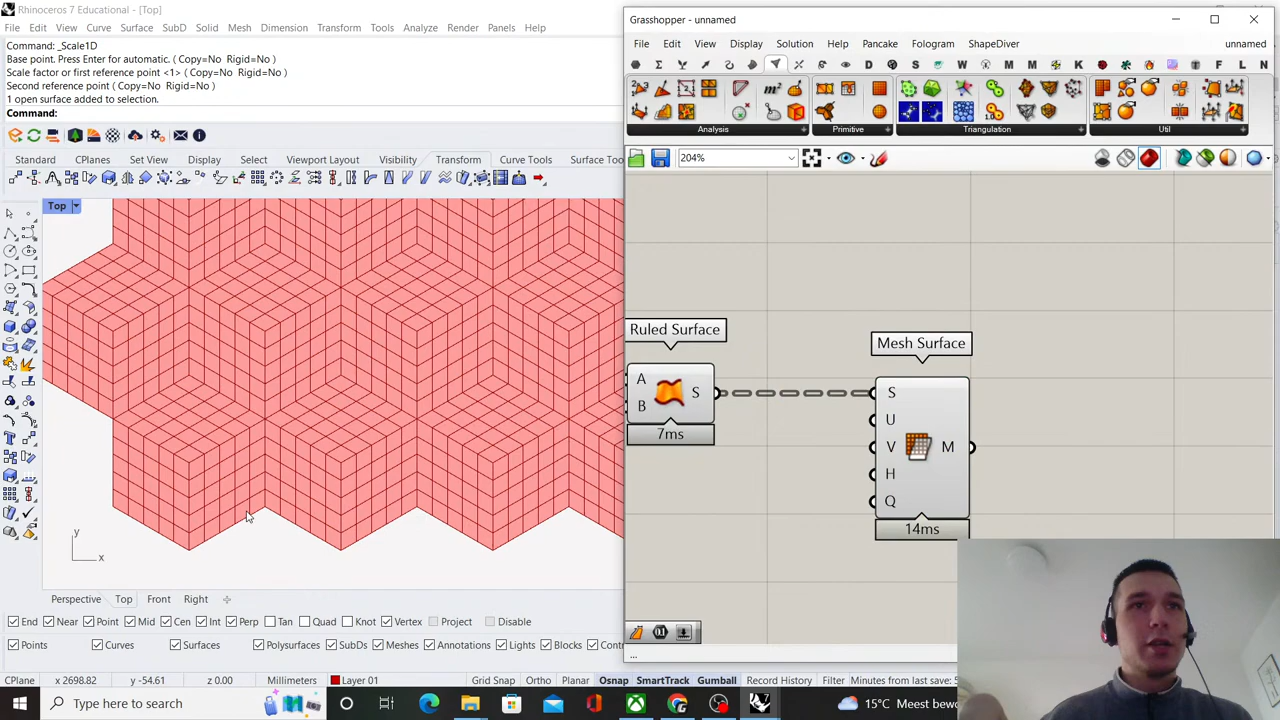 Rhinoceros 7 Educational - [Top]
File Edit View Curve Surface SubD Solid Mesh Dimension Transform Tools Analyze Render Panels Help
Command: _Scale1D
Base point. Press Enter for automatic. ( Copy=No Rigid=No )
Scale factor or first reference point <1> ( Copy=No Rigid=No )
Second reference point ( Copy=No Rigid=No )
1 open surface added to selection.
Command:
Standard CPlanes Set View Display Select Viewport Layout Visibility Transform Curve Tools Surface Too
Top
y
x
Perspective Top Front Right
End Near Point Mid Cen Int Perp Tan Quad Knot Vertex Project Disable
Points Curves Surfaces Polysurfaces SubDs Meshes Annotations Lights Blocks Contr
CPlane x 2698.82 y -54.61 z 0.00 Millimeters Layer 01 Grid Snap Ortho Planar Osnap SmartTrack Gumball Record History Filter Minutes from last save: 5
Grasshopper - unnamed
File Edit View Display Solution Help Pancake Fologram ShapeDiver unnamed
Analysis Primitive Triangulation Util
204%
Ruled Surface
A
B
S
7ms
Mesh Surface
S
U
V
H
Q
M
14ms
...
Type here to search
15°C Meest bewo